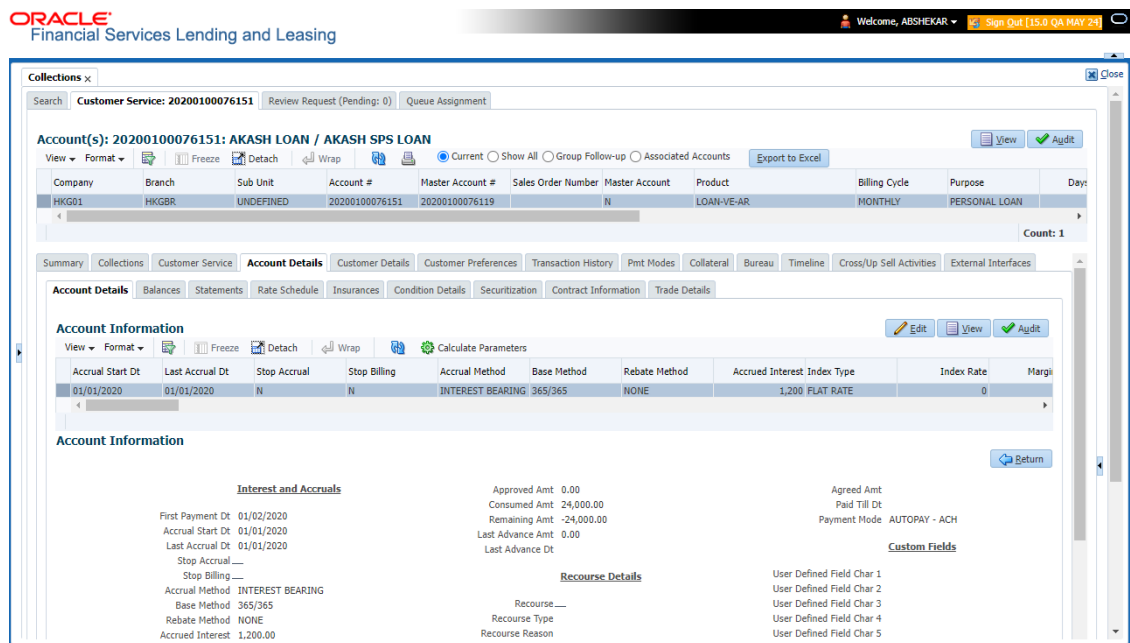 ORACLE
Financial Services Lending and Leasing
Welcome, ABSHEKAR
Sign Out [15.0 QA MAY 24]
Collections x
Close
Search Customer Service: 20200100076151 Review Request (Pending: 0) Queue Assignment
Account(s): 20200100076151: AKASH LOAN / AKASH SPS LOAN
View Audit
View Format Freeze Detach Wrap Current Show All Group Follow-up Associated Accounts Export to Excel
Company Branch Sub Unit Account # Master Account # Sales Order Number Master Account Product Billing Cycle Purpose Days
HKG01 HKGBR UNDEFINED 20200100076151 20200100076119 N LOAN-VE-AR MONTHLY PERSONAL LOAN
Count: 1
Summary Collections Customer Service Account Details Customer Details Customer Preferences Transaction History Pmt Modes Collateral Bureau Timeline Cross/Up Sell Activities External Interfaces
Account Details Balances Statements Rate Schedule Insurances Condition Details Securitization Contract Information Trade Details
Account Information
Edit View Audit
View Format Freeze Detach Wrap Calculate Parameters
Accrual Start Dt Last Accrual Dt Stop Accrual Stop Billing Accrual Method Base Method Rebate Method Accrued Interest Index Type Index Rate Margi
01/01/2020 01/01/2020 N N INTEREST BEARING 365/365 NONE 1,200 FLAT RATE 0
Account Information
Return
Interest and Accruals
First Payment Dt 01/02/2020
Accrual Start Dt 01/01/2020
Last Accrual Dt 01/01/2020
Stop Accrual
Stop Billing
Accrual Method INTEREST BEARING
Base Method 365/365
Rebate Method NONE
Accrued Interest 1,200.00
Approved Amt 0.00
Consumed Amt 24,000.00
Remaining Amt -24,000.00
Last Advance Amt 0.00
Last Advance Dt
Recourse Details
Recourse
Recourse Type
Recourse Reason
Agreed Amt
Paid Till Dt
Payment Mode AUTOPAY - ACH
Custom Fields
User Defined Field Char 1
User Defined Field Char 2
User Defined Field Char 3
User Defined Field Char 4
User Defined Field Char 5